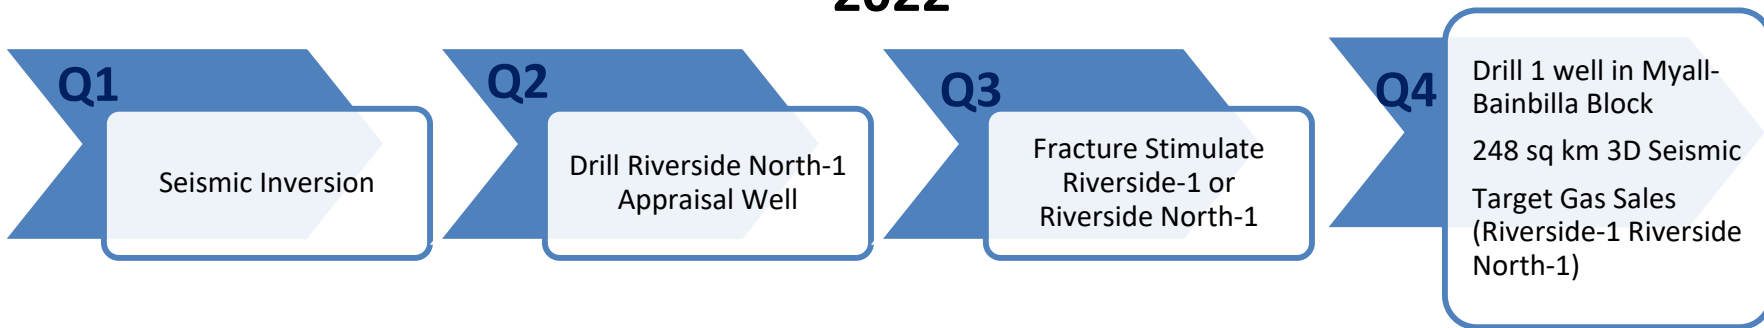 2022
Q1
Seismic Inversion
Q2
Drill Riverside North-1
Appraisal Well
Q3
Fracture Stimulate
Riverside-1 or
Riverside North-1
Q4
Drill 1 well in Myall-
Bainbilla Block
248 sq km 3D Seismic
Target Gas Sales
(Riverside-1 Riverside
North-1)